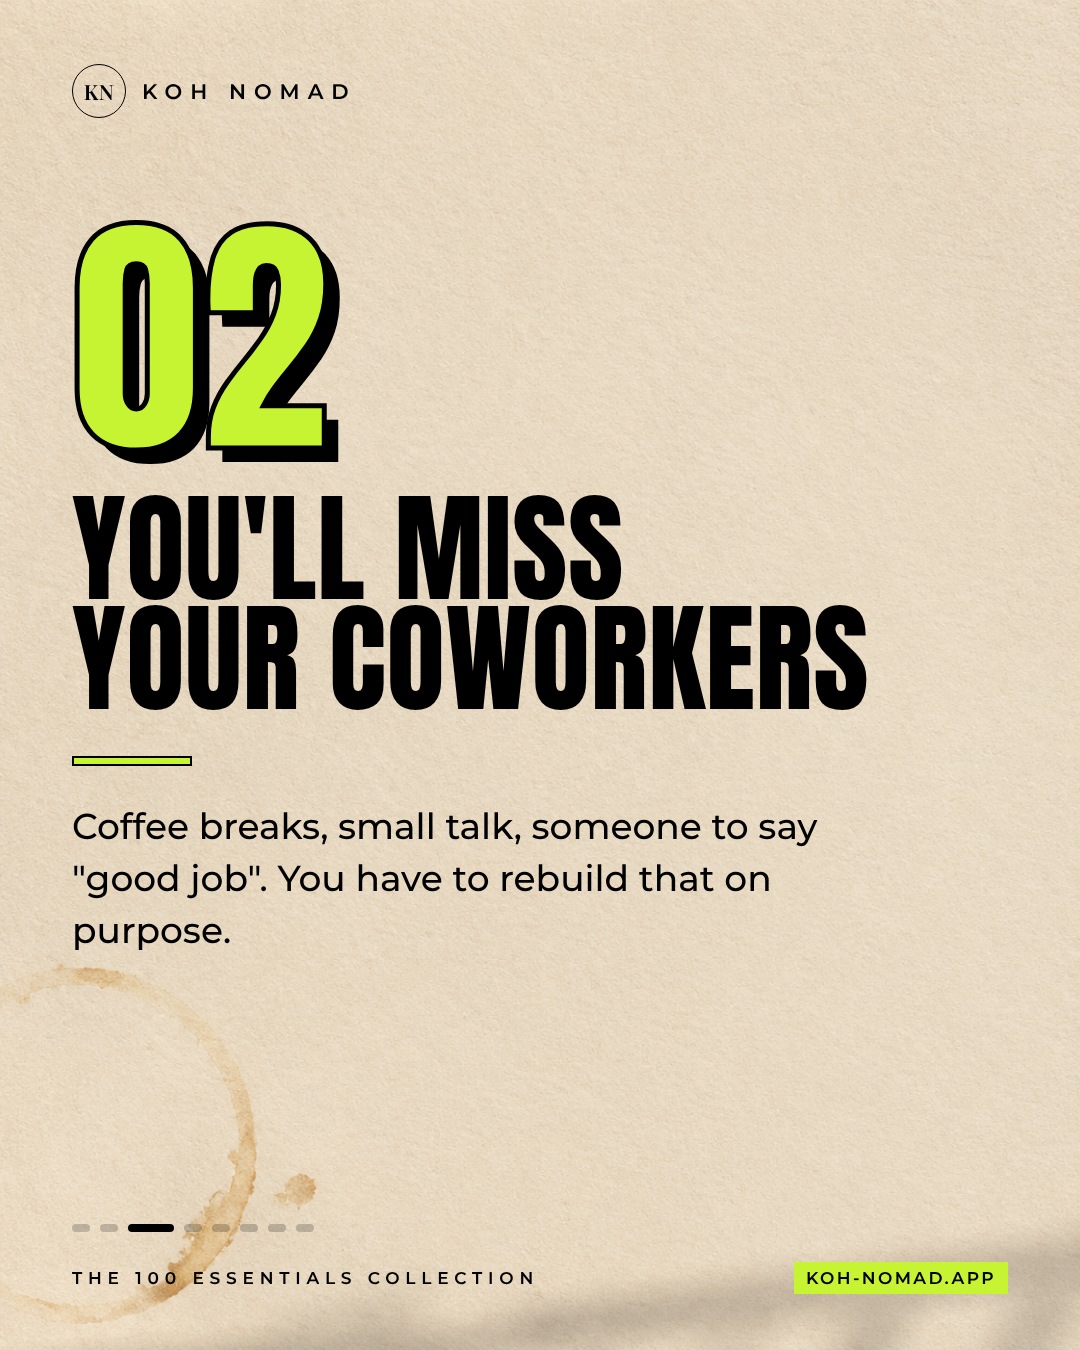 KN KOH NOMAD
02
YOU'LL MISS
YOUR COWORKERS
Coffee breaks, small talk, someone to say
"good job". You have to rebuild that on
purpose.
THE 100 ESSENTIALS COLLECTION
KOH-NOMAD.APP